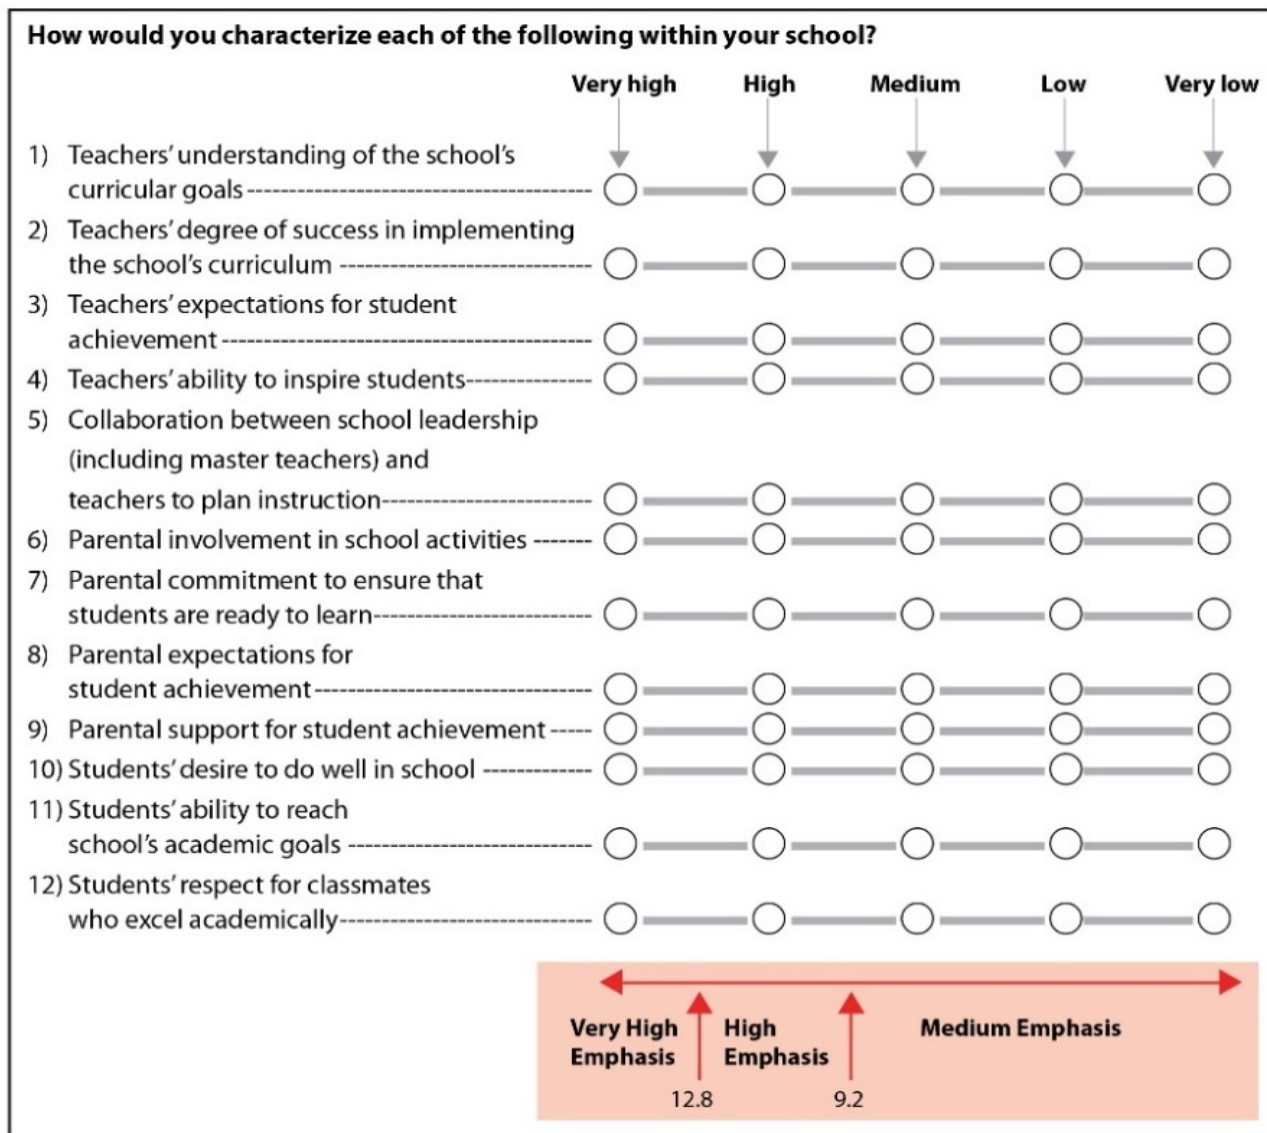 How would you characterize each of the following within your school?
Very high High Medium Low Very low
1) Teachers' understanding of the school's
curricular goals
2) Teachers' degree of success in implementing
the school's curriculum
3) Teachers' expectations for student
achievement
4) Teachers' ability to inspire students
5) Collaboration between school leadership
(including master teachers) and
teachers to plan instruction
6) Parental involvement in school activities
7) Parental commitment to ensure that
students are ready to learn
8) Parental expectations for
student achievement
9) Parental support for student achievement
10) Students' desire to do well in school
11) Students' ability to reach
school's academic goals
12) Students' respect for classmates
who excel academically
Very High
Emphasis
High
Emphasis
Medium Emphasis
12.8 9.2